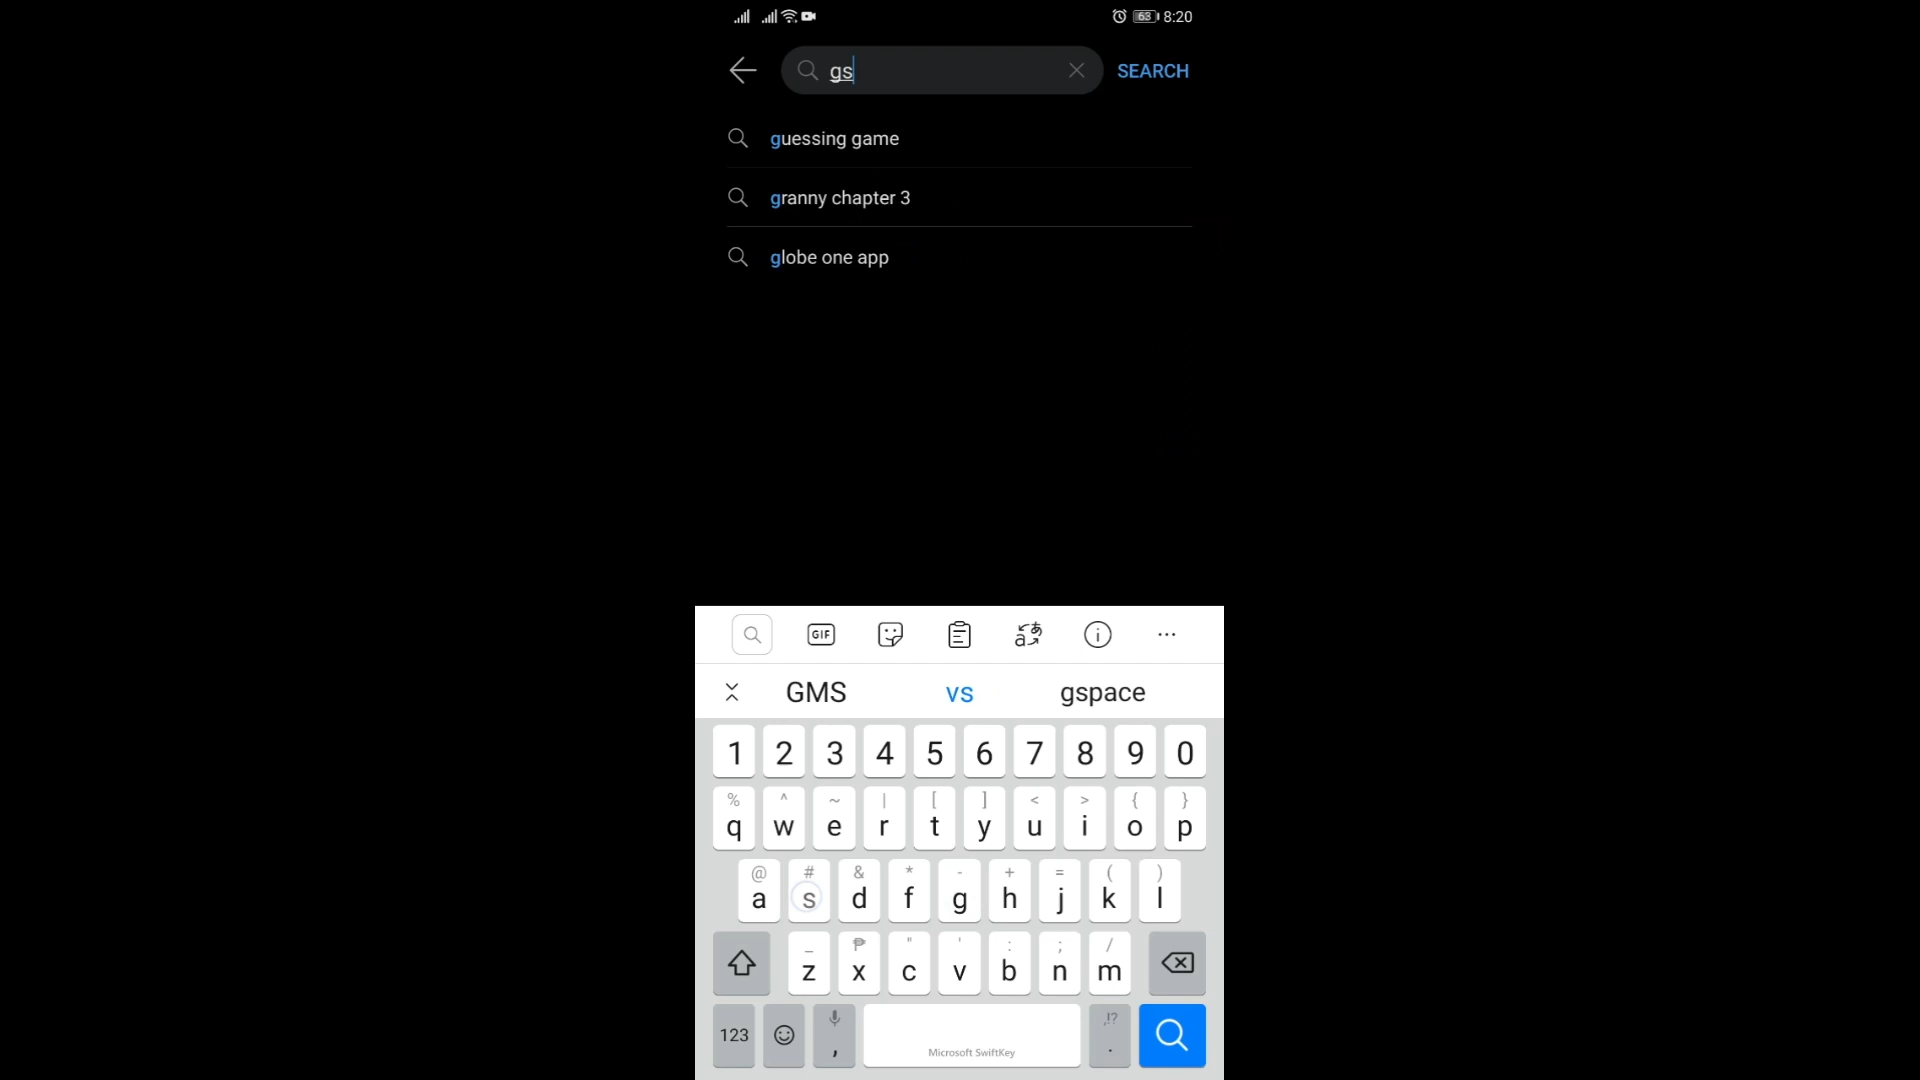 63 8:20
gs SEARCH
guessing game
granny chapter 3
globe one app
GIF
GMS vs gspace
1 2 3 4 5 6 7 8 9 0
% ^ ~ | [ ] < > { }
q w e r t y u i o p
@ # & * - + = ( )
a s d f g h j k l
_ ₱ " ' : ; /
z x c v b n m
,!?
123 , Microsoft SwiftKey .